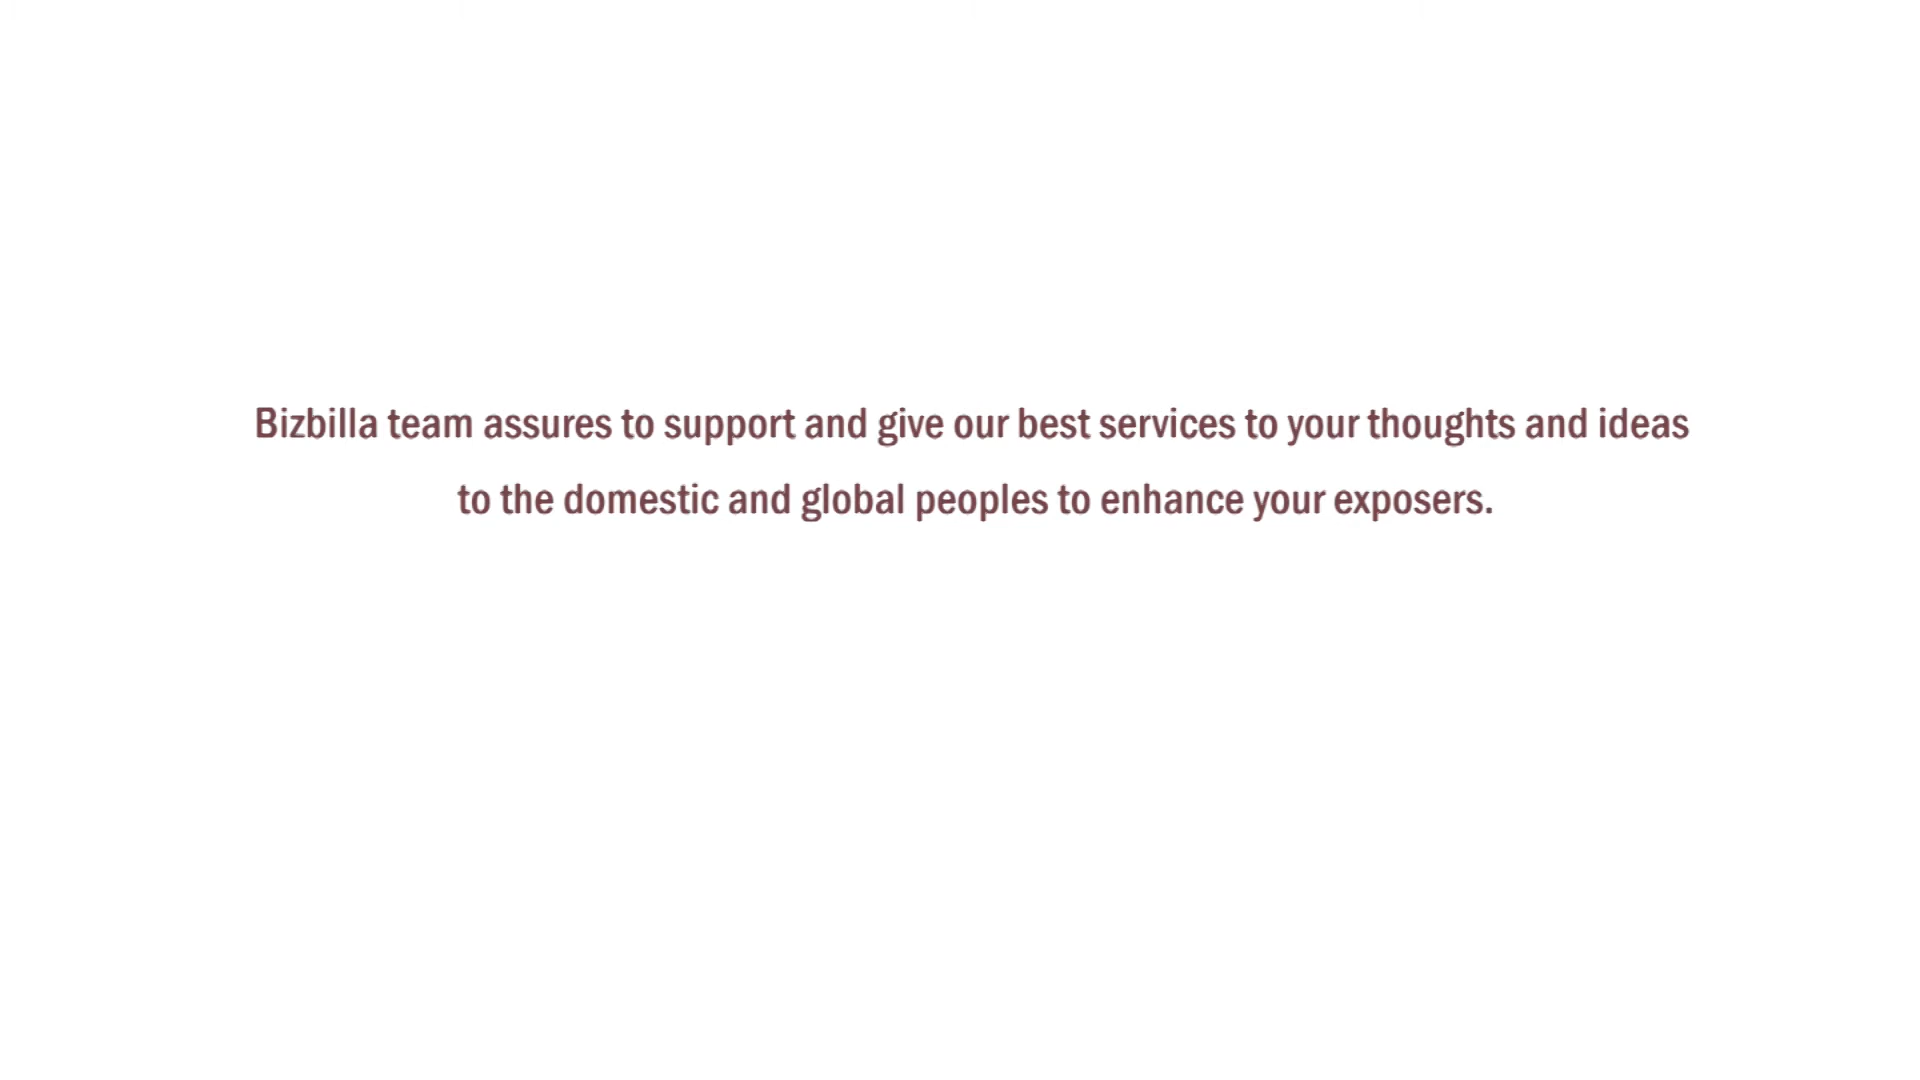 Bizbilla team assures to support and give our best services to your thoughts and ideas
to the domestic and global peoples to enhance your exposers.